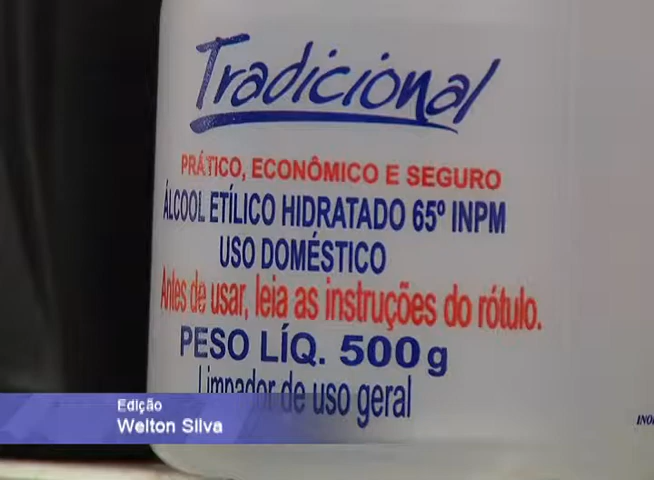 Tradicional
PRÁTICO, ECONÔMICO E SEGURO
ÁLCOOL ETÍLICO HIDRATADO 65º INPM
USO DOMÉSTICO
Antes de usar, leia as instruções do rótulo.
PESO LÍQ. 500 g
Limpador de uso geral
Edição
Welton Silva